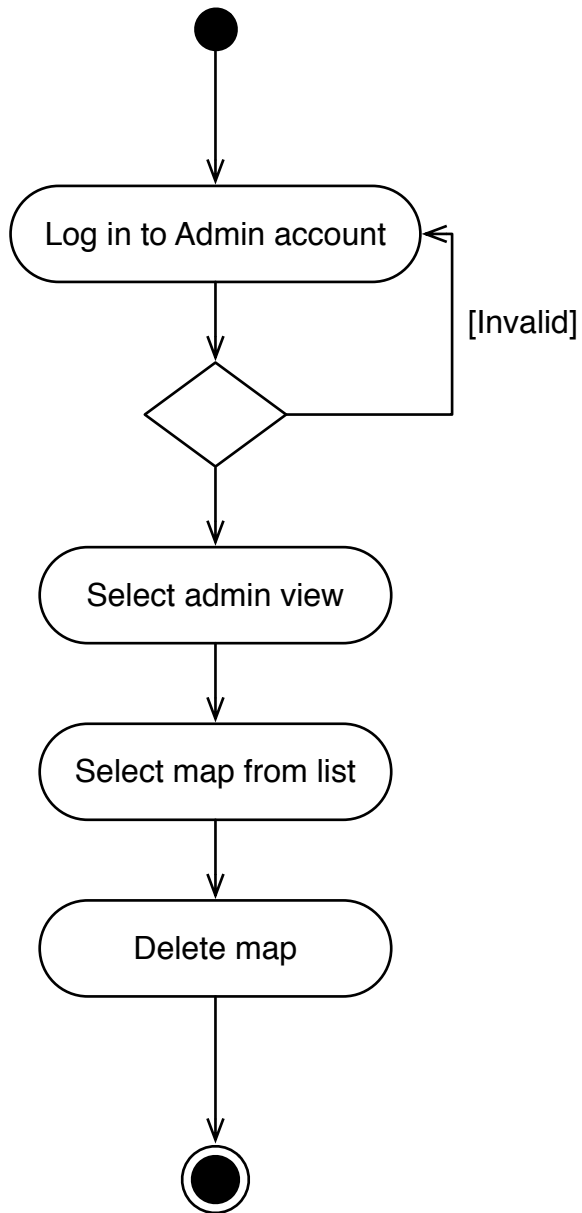 Log in to Admin account
[Invalid]
Select admin view
Select map from list
Delete map